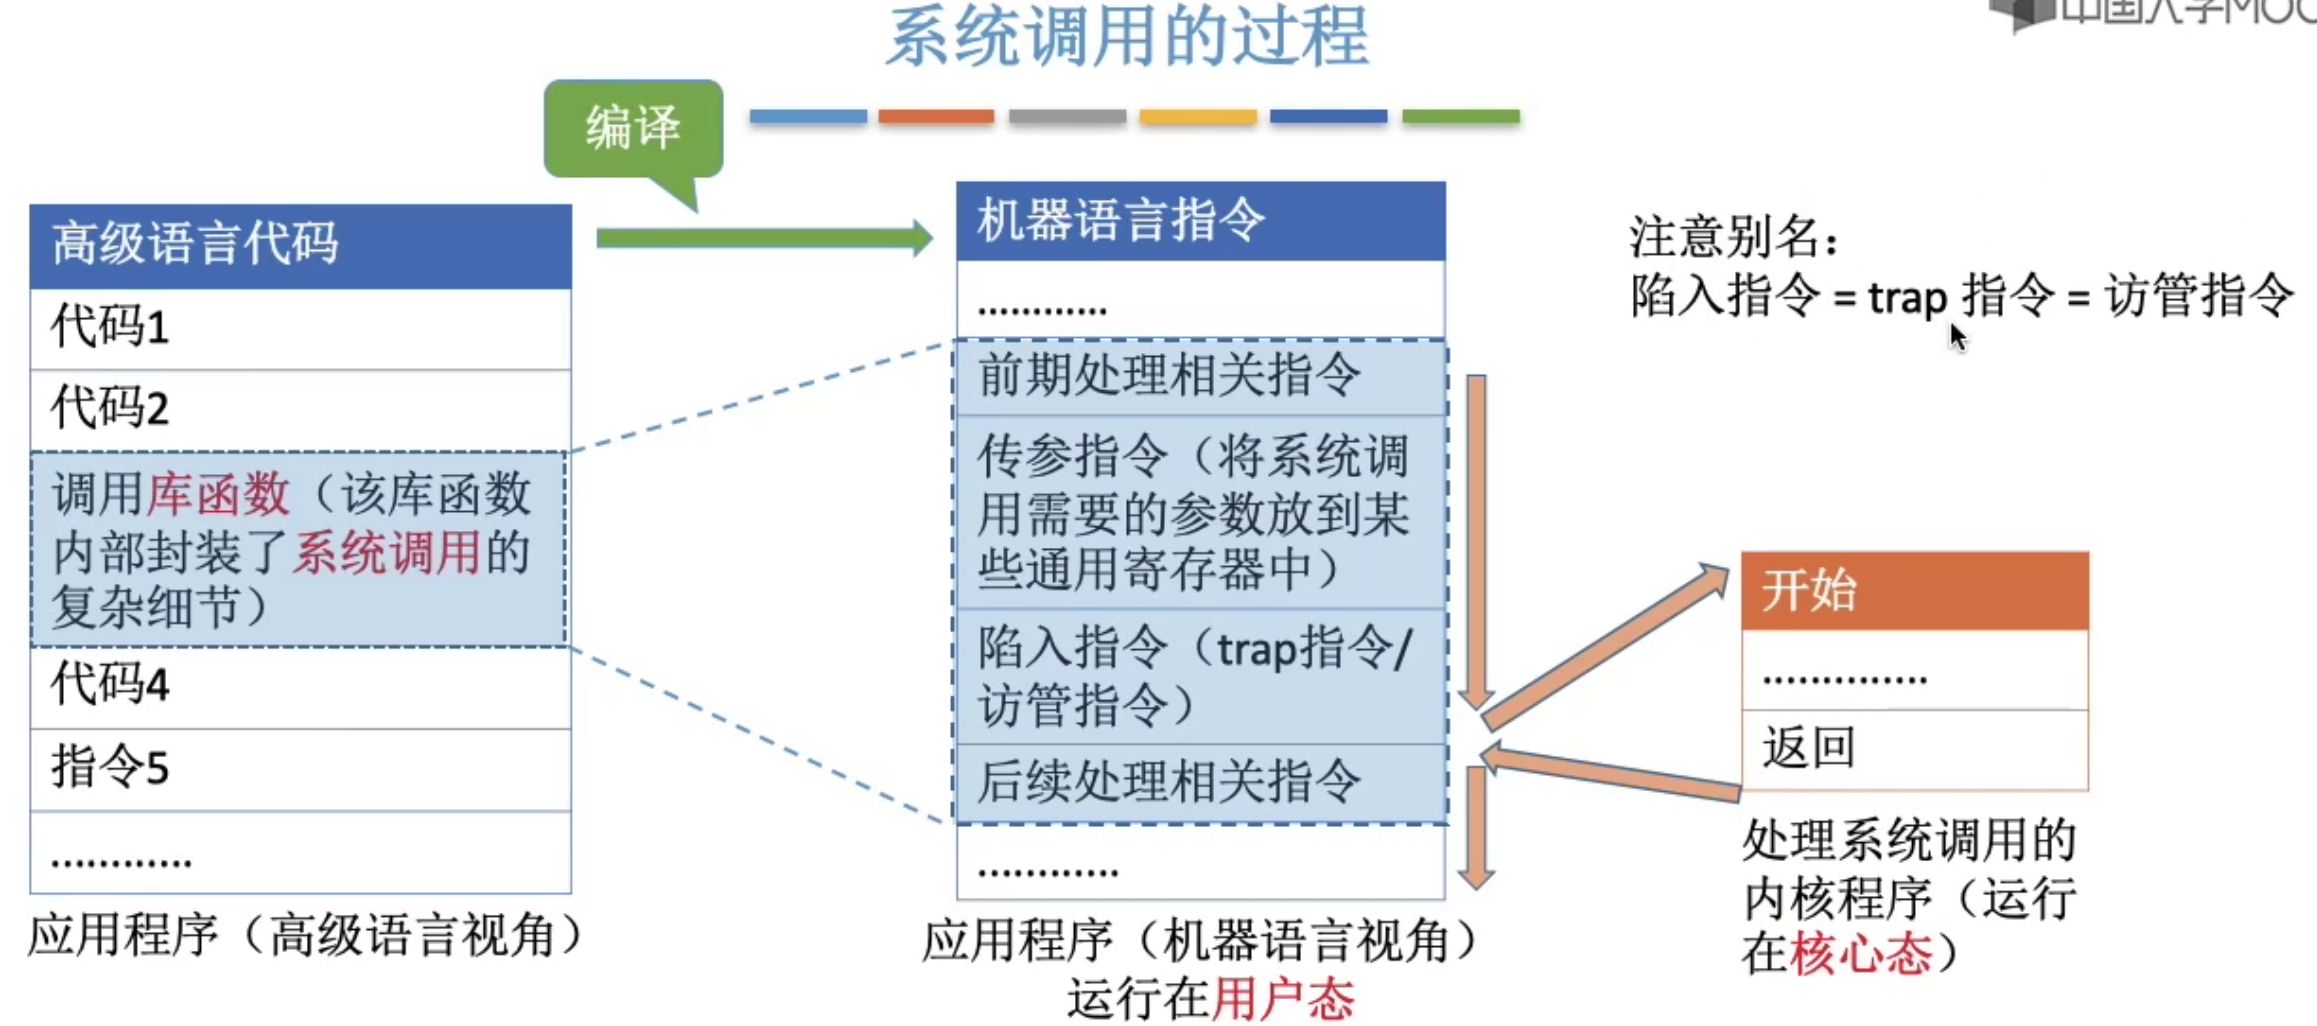 系统调用的过程
中国大学MOO
编译
高级语言代码
代码1
代码2
调用库函数（该库函数
内部封装了系统调用的
复杂细节）
代码4
指令5
............
应用程序（高级语言视角）
机器语言指令
............
前期处理相关指令
传参指令（将系统调
用需要的参数放到某
些通用寄存器中）
陷入指令（trap指令/
访管指令）
后续处理相关指令
............
应用程序（机器语言视角）
运行在用户态
注意别名：
陷入指令 = trap 指令 = 访管指令
开始
..............
返回
处理系统调用的
内核程序（运行
在核心态）